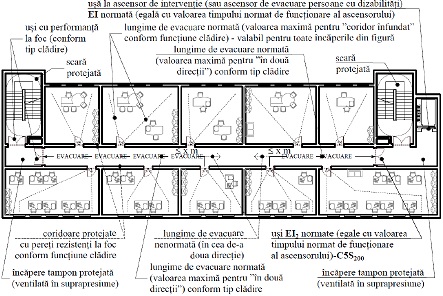 ușă la ascensor de intervenție (sau ascensor de evacuare persoane cu dizabilități)
EI normată (egală cu valoarea timpului normat de funcționare al ascensorului)
uși cu performanță
la foc (conform
tip clădire)
lungime de evacuare normată (valoarea maximă pentru "coridor înfundat"
conform funcțiune clădire) - valabil pentru toate încăperile din figură
lungime de evacuare normată
(valoarea maximă pentru "în două
direcții") conform tip clădire
scară
protejată
scară
protejată
≤ x m
≤ x m
EVACUARE EVACUARE EVACUARE EVACUARE EVACUARE
coridoare protejate
cu pereți rezistenți la foc
conform funcțiune clădire
încăpere tampon protejată
(ventilată în suprapresiune)
lungime de evacuare
nenormată (în cea de-a
doua direcție)
lungime de evacuare normată
(valoarea maximă pentru "în două
direcții") conform tip clădire
uși EI₂ normate (egale cu valoarea
timpului normat de funcționare
al ascensorului)-C5S₂₀₀
încăpere tampon protejată
(ventilată în suprapresiune)